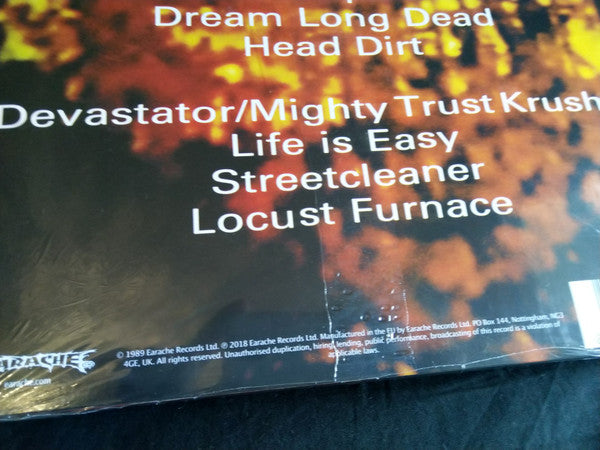 Dream Long Dead
Head Dirt
Devastator/Mighty Trust Krush
Life is Easy
Streetcleaner
Locust Furnace
© 1989 Earache Records Ltd. ℗ 2018 Earache Records Ltd. Manufactured in the EU by Earache Records Ltd. PO Box 144, Nottingham, NG3
4GE, UK. All rights reserved. Unauthorised duplication, hiring, lending, public performance, broadcasting of this record is a violation of
applicable laws.
EARACHE
earache.com